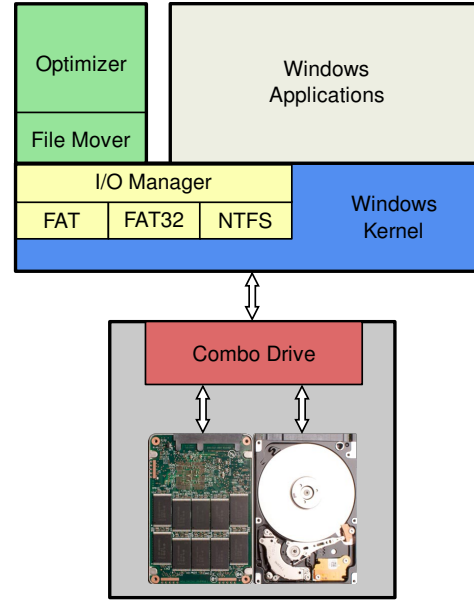 Optimizer
File Mover
Windows
Applications
I/O Manager
FAT
FAT32
NTFS
Windows
Kernel
Combo Drive